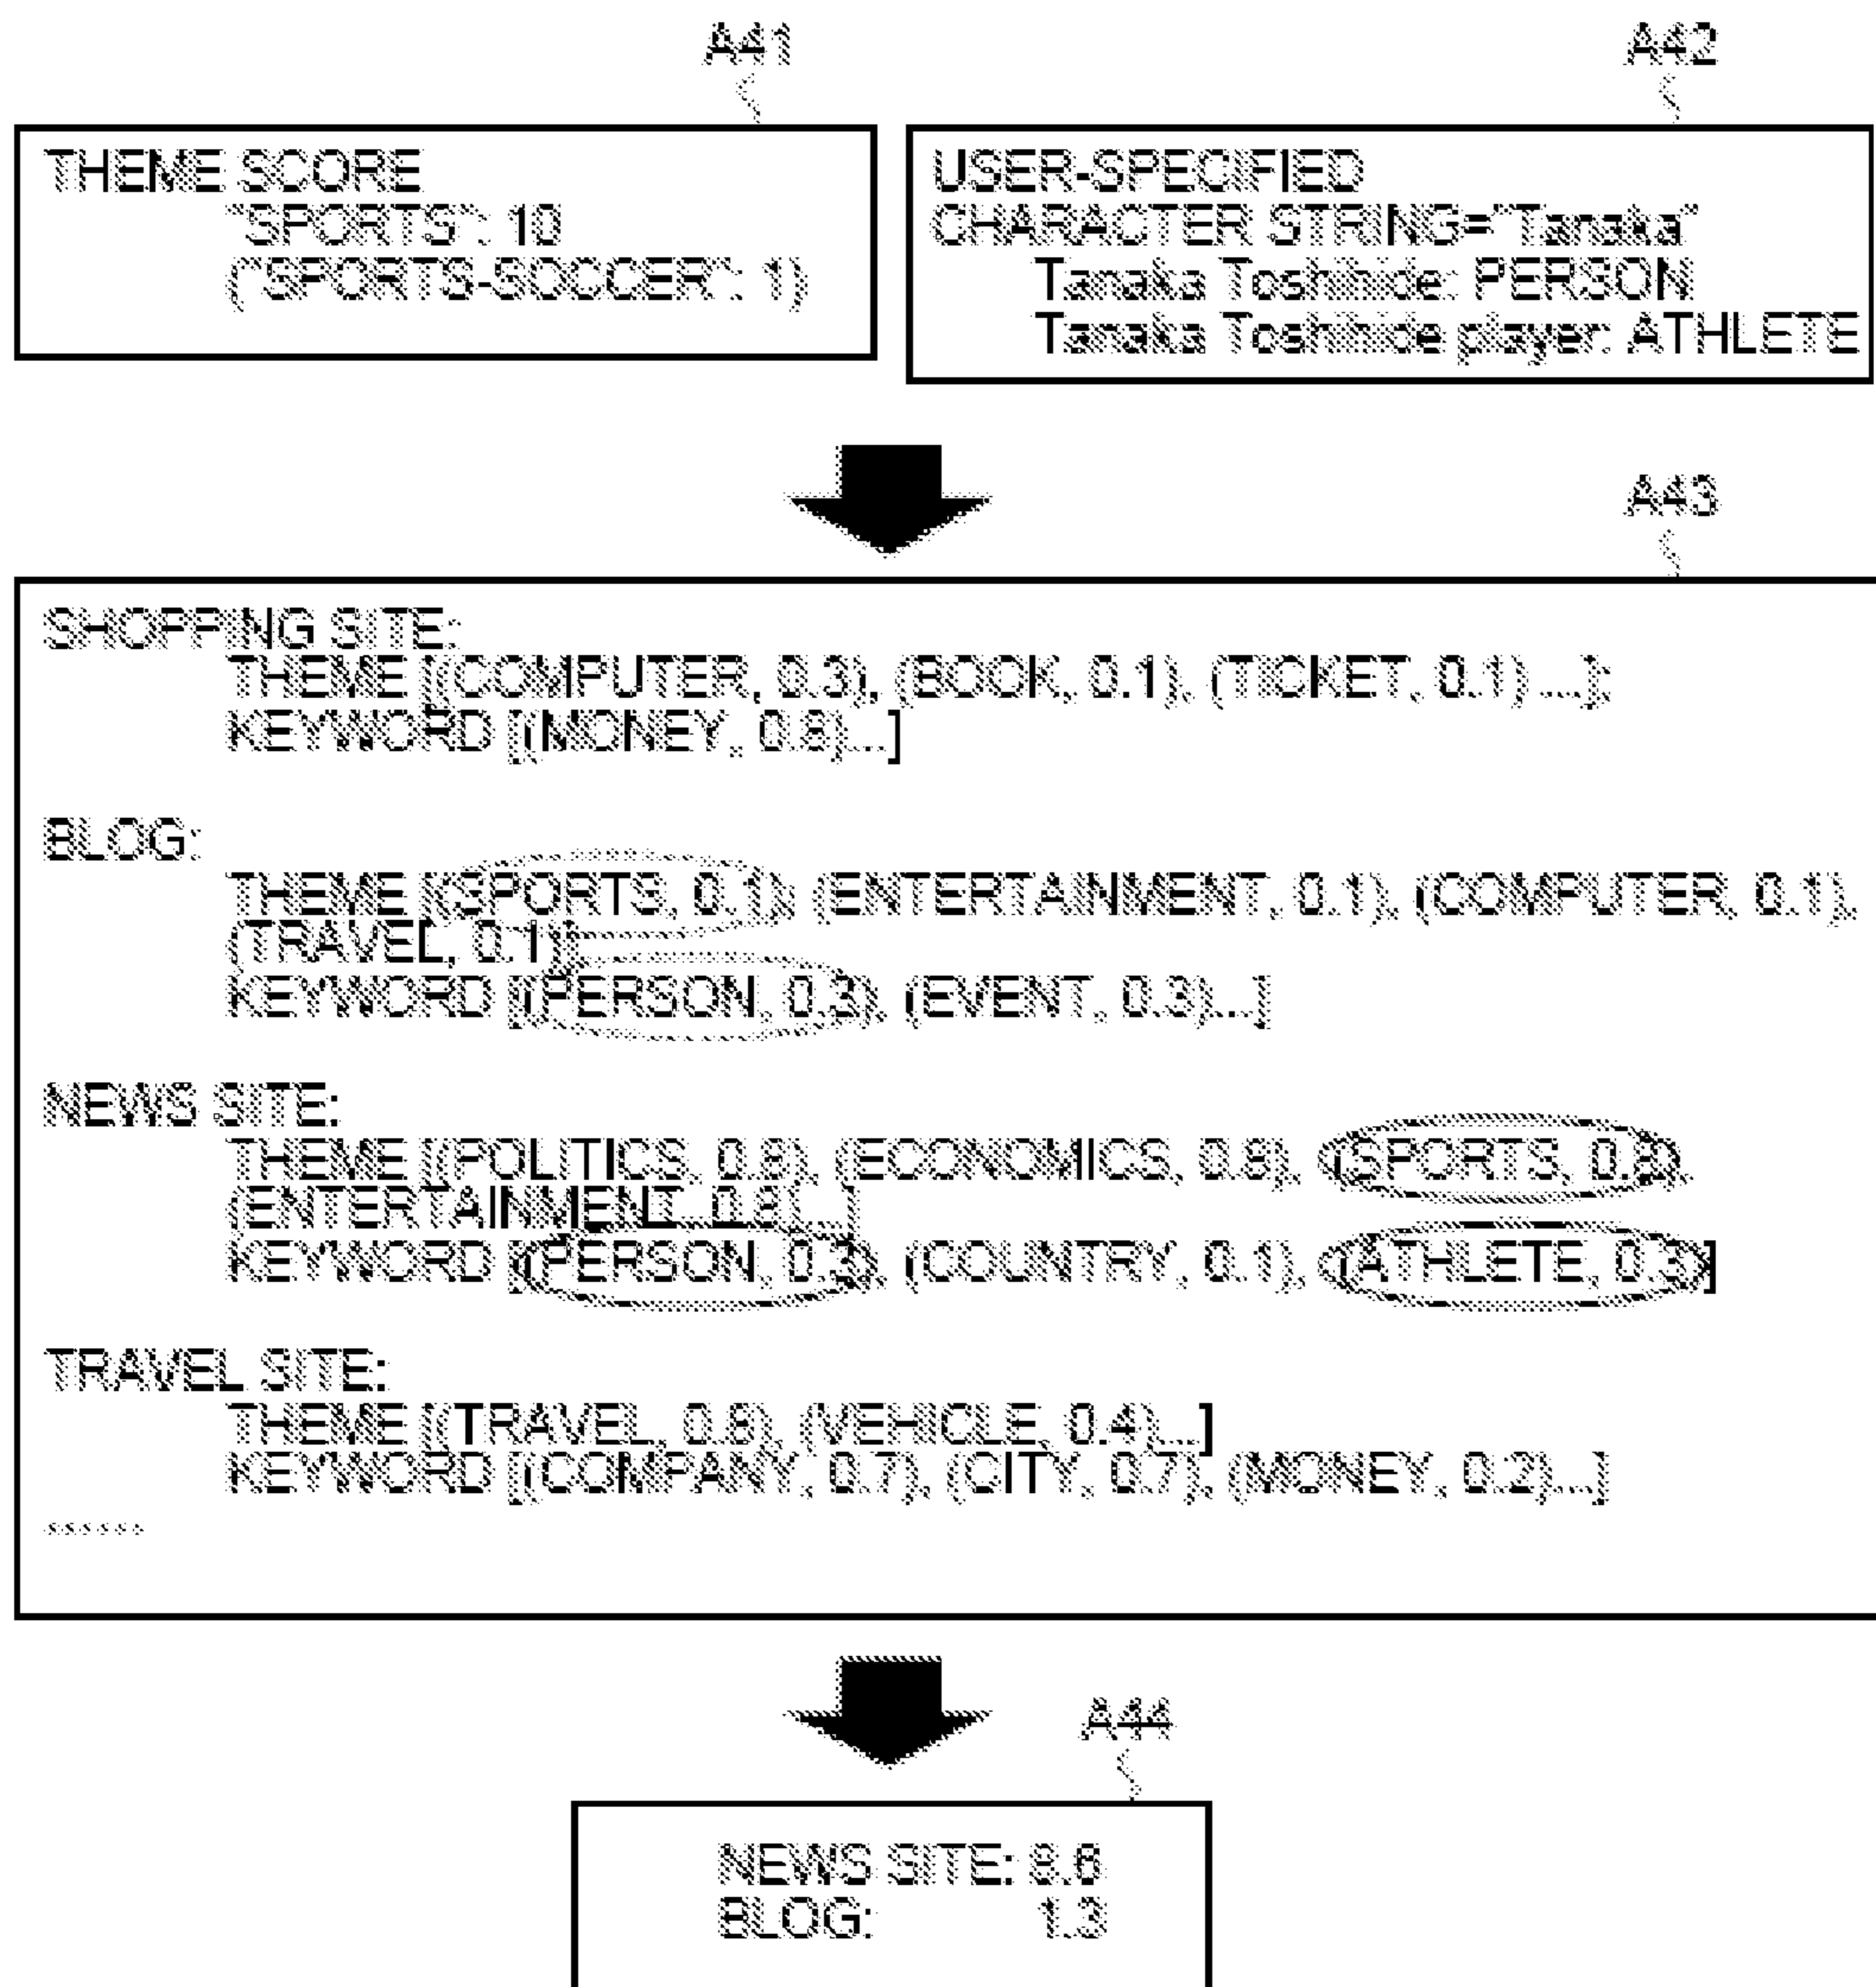 A41
A42
THEME SCORE
"SPORTS": 10
("SPORTS-SOCCER": 1)
USER-SPECIFIED
CHARACTER STRING="Tanaka"
Tanaka Toshihide: PERSON
Tanaka Toshihide player: ATHLETE
A43
SHOPPING SITE:
THEME [(COMPUTER, 0.3), (BOOK, 0.1), (TICKET, 0.1) ...];
KEYWORD [(MONEY, 0.8)...]
BLOG:
THEME [(SPORTS, 0.1), (ENTERTAINMENT, 0.1), (COMPUTER, 0.1),
(TRAVEL, 0.1)];
KEYWORD [(PERSON, 0.3), (EVENT, 0.3)...]
NEWS SITE:
THEME [(POLITICS, 0.8), (ECONOMICS, 0.8), (SPORTS, 0.8),
(ENTERTAINMENT, 0.8)...]
KEYWORD [(PERSON, 0.3), (COUNTRY, 0.1), (ATHLETE, 0.3)]
TRAVEL SITE:
THEME [(TRAVEL, 0.8), (VEHICLE, 0.4)...]
KEYWORD [(COMPANY, 0.7), (CITY, 0.7), (MONEY, 0.2)...]
......
A44
NEWS SITE: 8.6
BLOG: 1.3